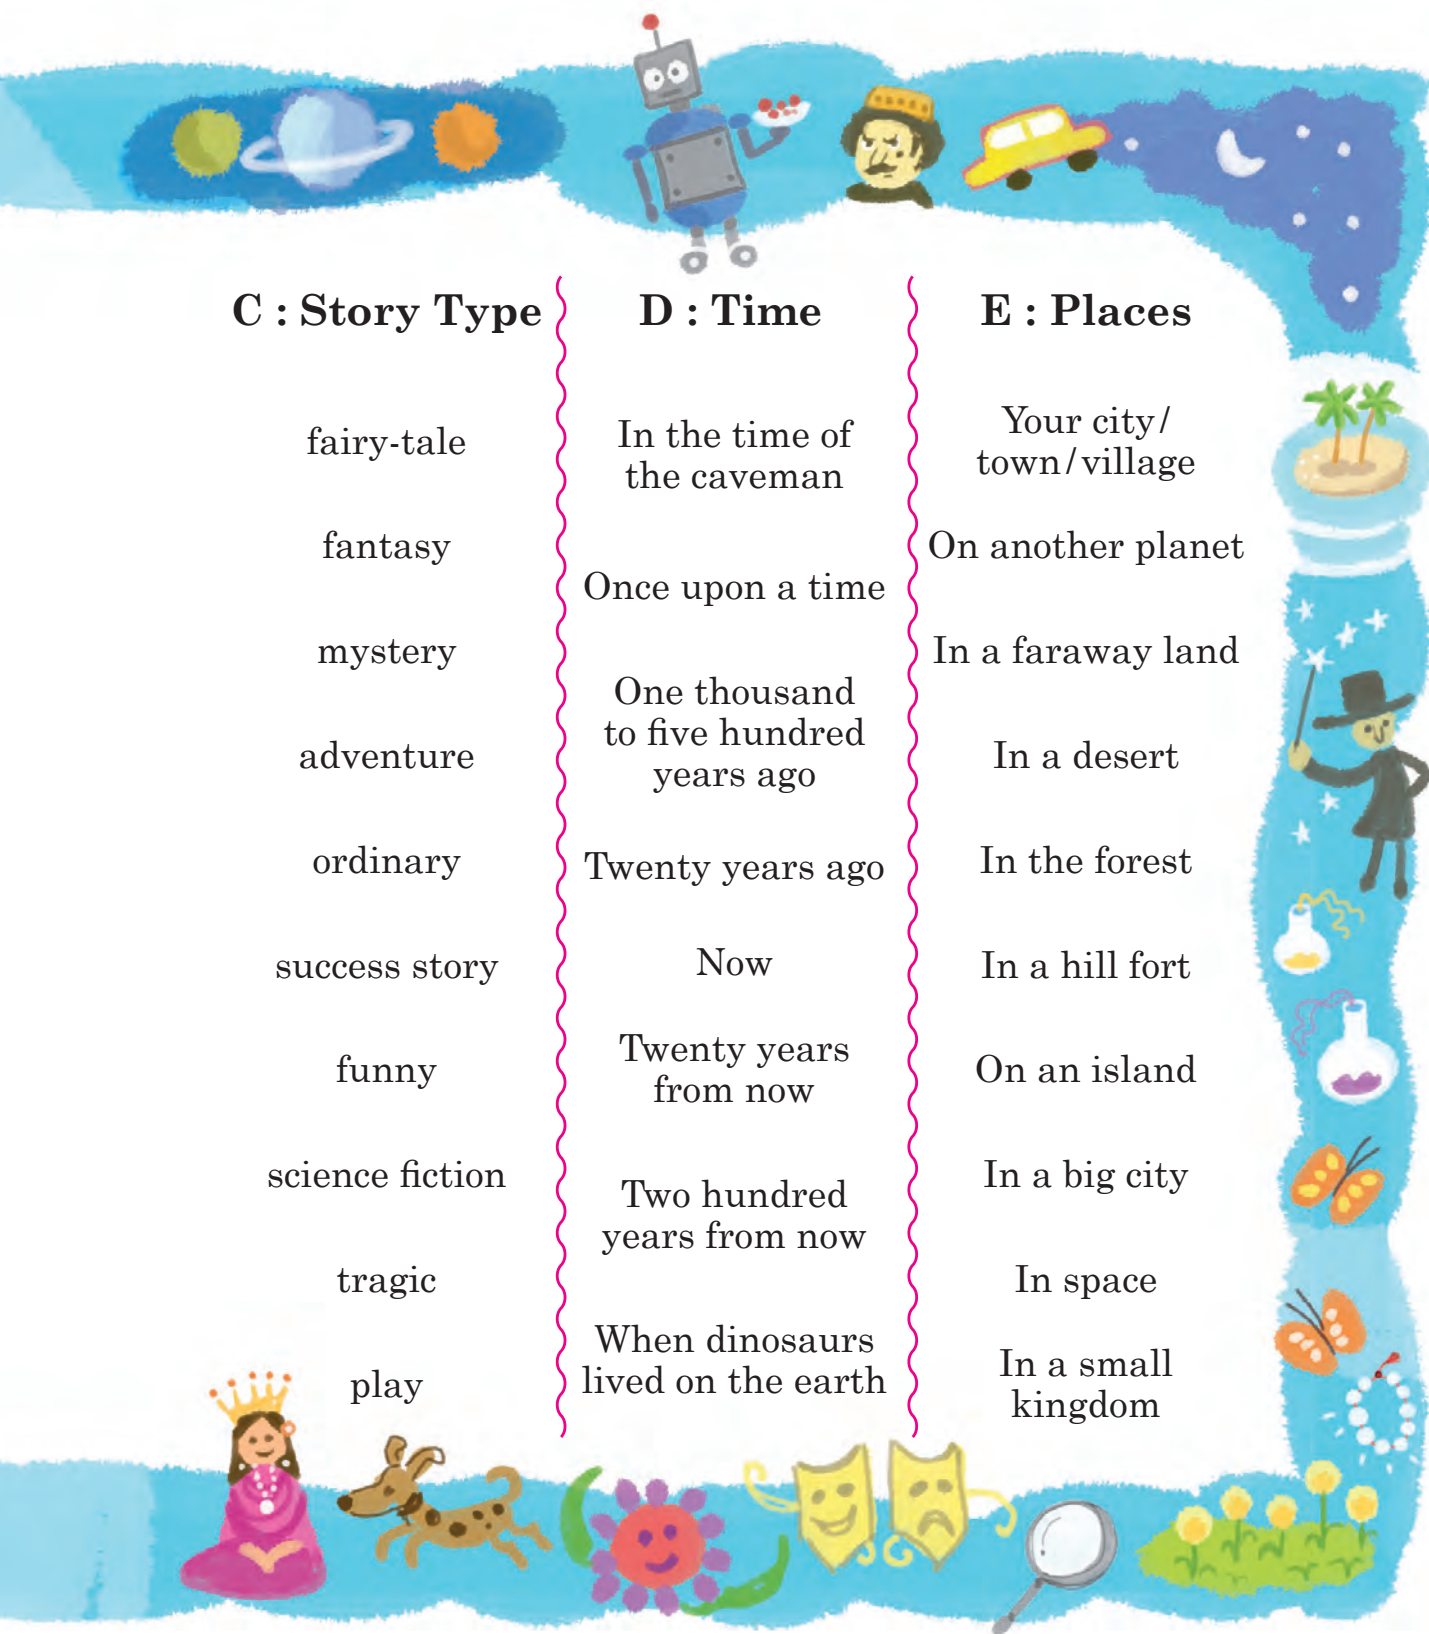 C : Story Type
fairy-tale
fantasy
mystery
adventure
ordinary
success story
funny
science fiction
tragic
play
D : Time
In the time of
the caveman
Once upon a time
One thousand
to five hundred
years ago
Twenty years ago
Now
Twenty years
from now
Two hundred
years from now
When dinosaurs
lived on the earth
E : Places
Your city/
town/village
On another planet
In a faraway land
In a desert
In the forest
In a hill fort
On an island
In a big city
In space
In a small
kingdom